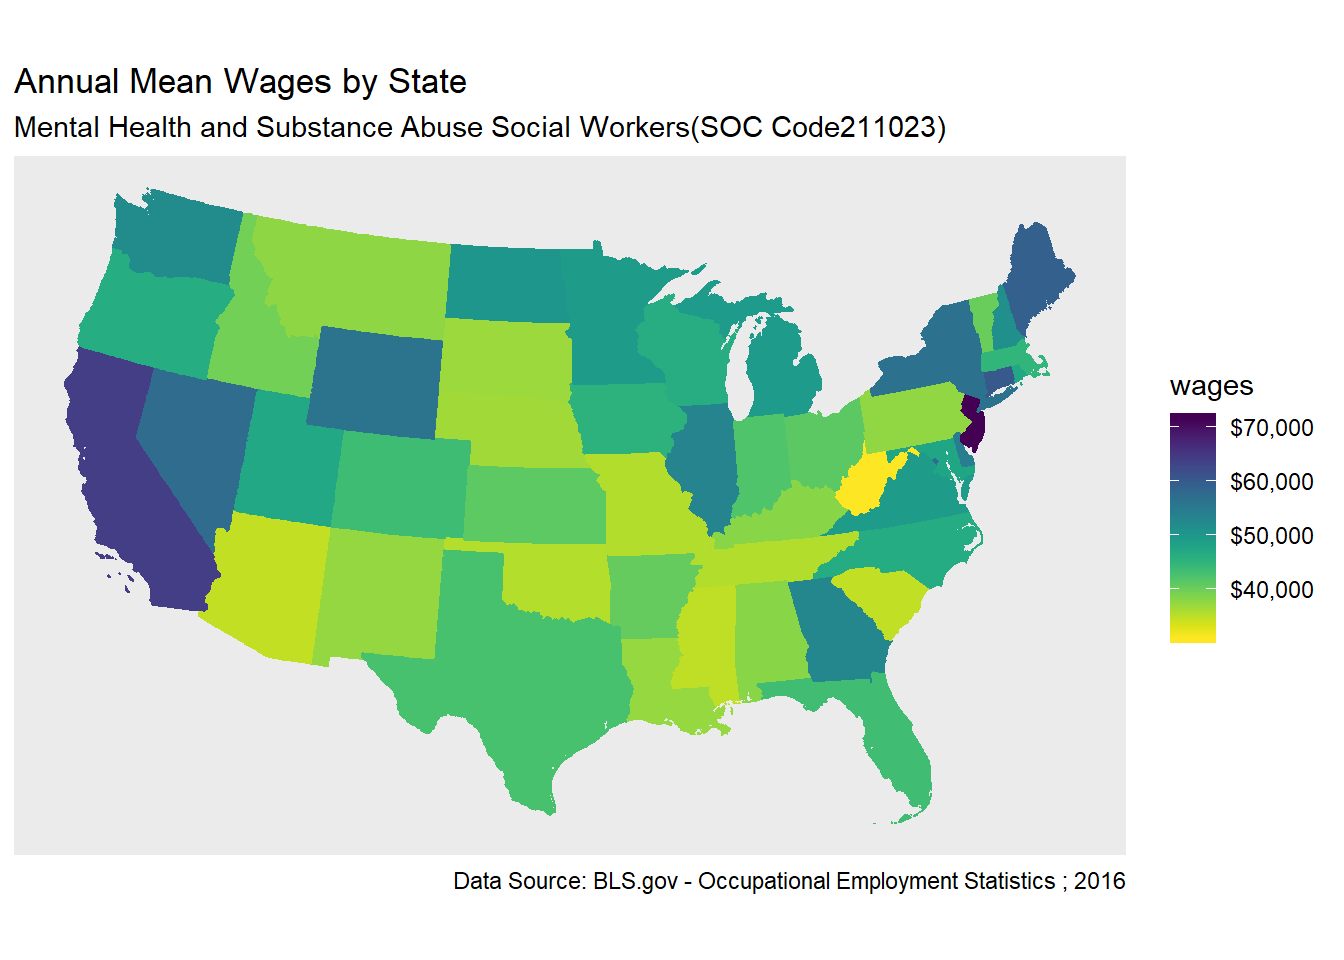 Annual Mean Wages by State
Mental Health and Substance Abuse Social Workers(SOC Code211023)
wages
$70,000
$60,000
$50,000
$40,000
Data Source: BLS.gov - Occupational Employment Statistics ; 2016